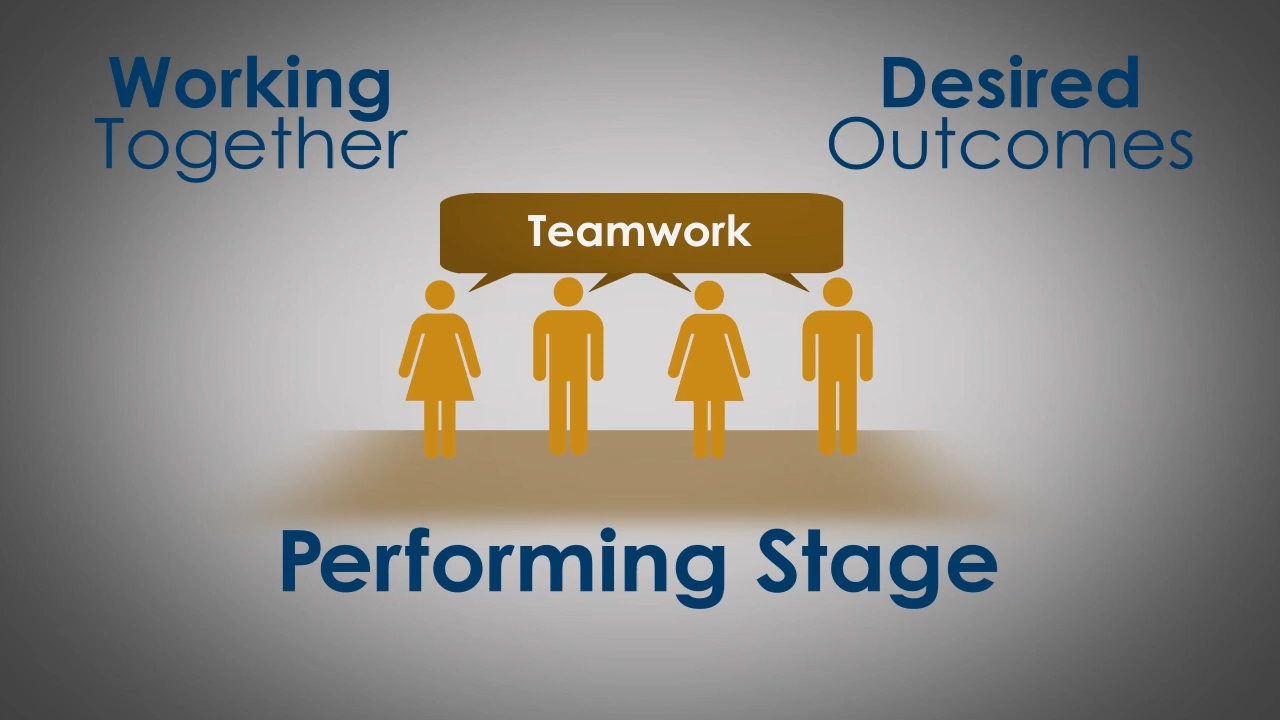 Working
Together
Desired
Outcomes
Teamwork
Performing Stage